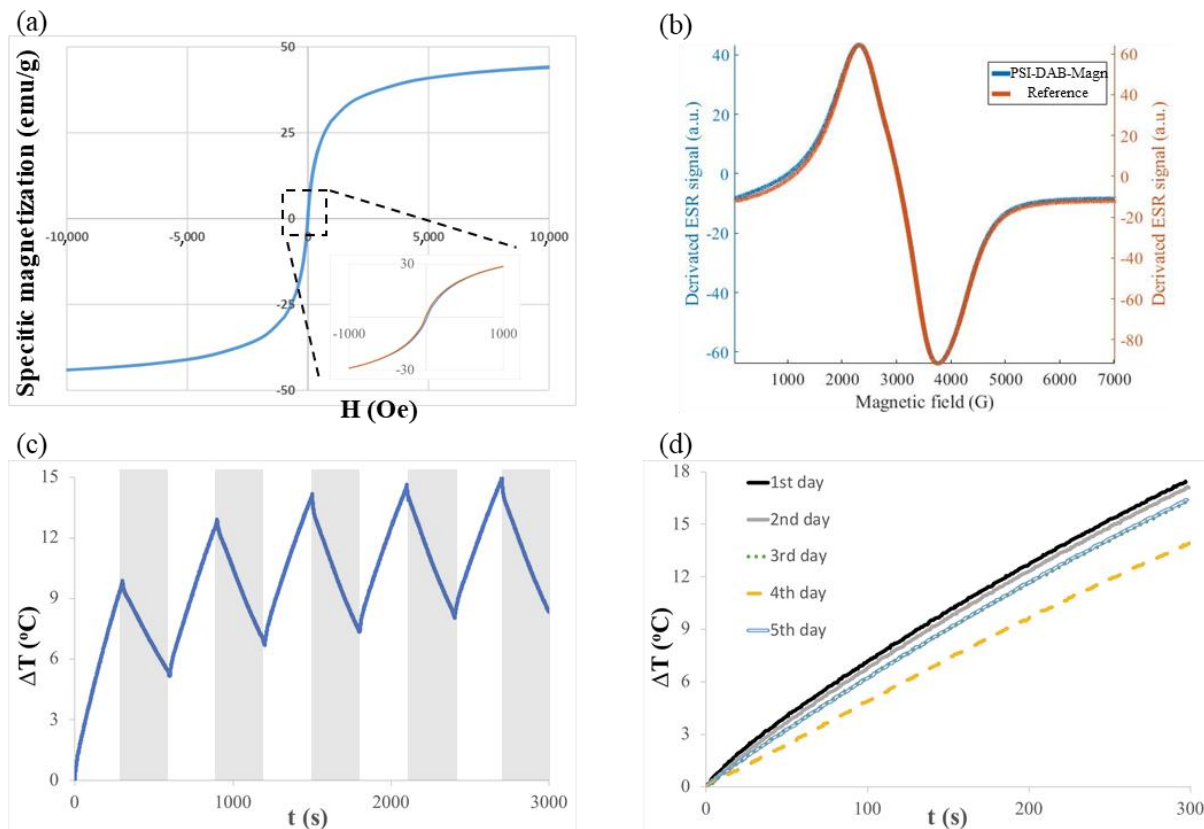 (a)
Specitic magnetization (emu/g)
50
25
0
-10,000
-5,000
0
5,000
10,000
-25
-50
30
-1000
1000
-30
H (Oe)
(b)
Derivated ESR signal (a.u.)
40
20
0
-20
-40
-60
PSI-DAB-Magn
Reference
60
40
20
0
-20
-40
-60
-80
Derivated ESR signal (a.u.)
1000 2000 3000 4000 5000 6000 7000
Magnetic field (G)
(c)
ΔT (°C)
15
12
9
6
3
0
0 1000 2000 3000
t (s)
(d)
ΔT (°C)
18
15
12
9
6
3
0
1st day
2nd day
3rd day
4th day
5th day
0 100 200 300
t (s)